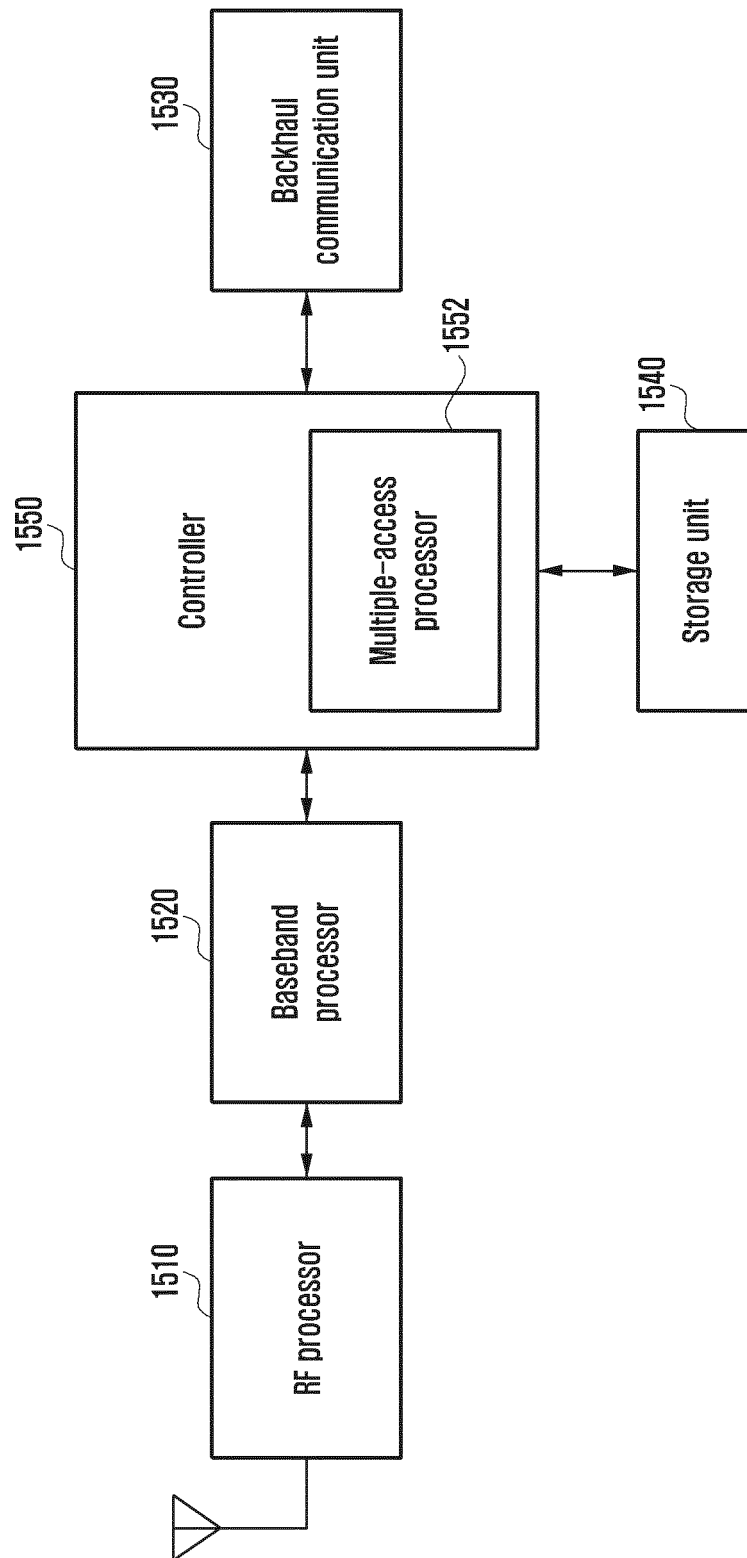 1510
RF processor
1520
Baseband
processor
1550
Controller
1552
Multiple-access
processor
1530
Backhaul
communication unit
1540
Storage unit